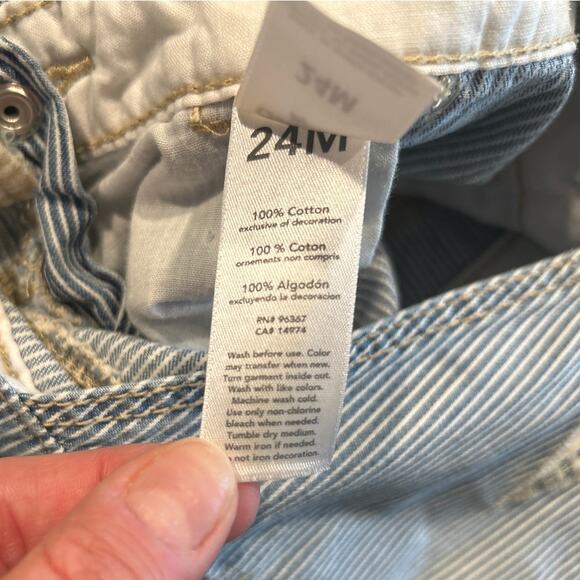 24M
24M
100% Cotton
exclusive of decoration
100 % Coton
ornements non compris
100% Algodón
excluyendo la decoracion
RN# 96367
CA# 14974
Wash before use. Color
may transfer when new.
Turn garment inside out.
Wash with like colors.
Machine wash cold.
Use only non-chlorine
bleach when needed.
Tumble dry medium.
Warm iron if needed.
not iron decoration.